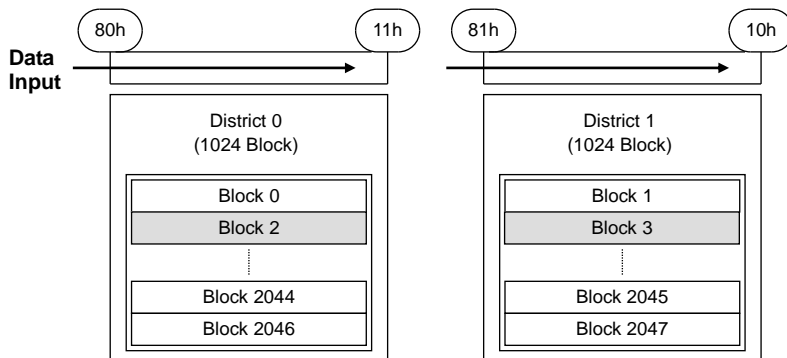 80h 11h 81h 10h
Data
Input
District 0
(1024 Block)
Block 0
Block 2
Block 2044
Block 2046
District 1
(1024 Block)
Block 1
Block 3
Block 2045
Block 2047